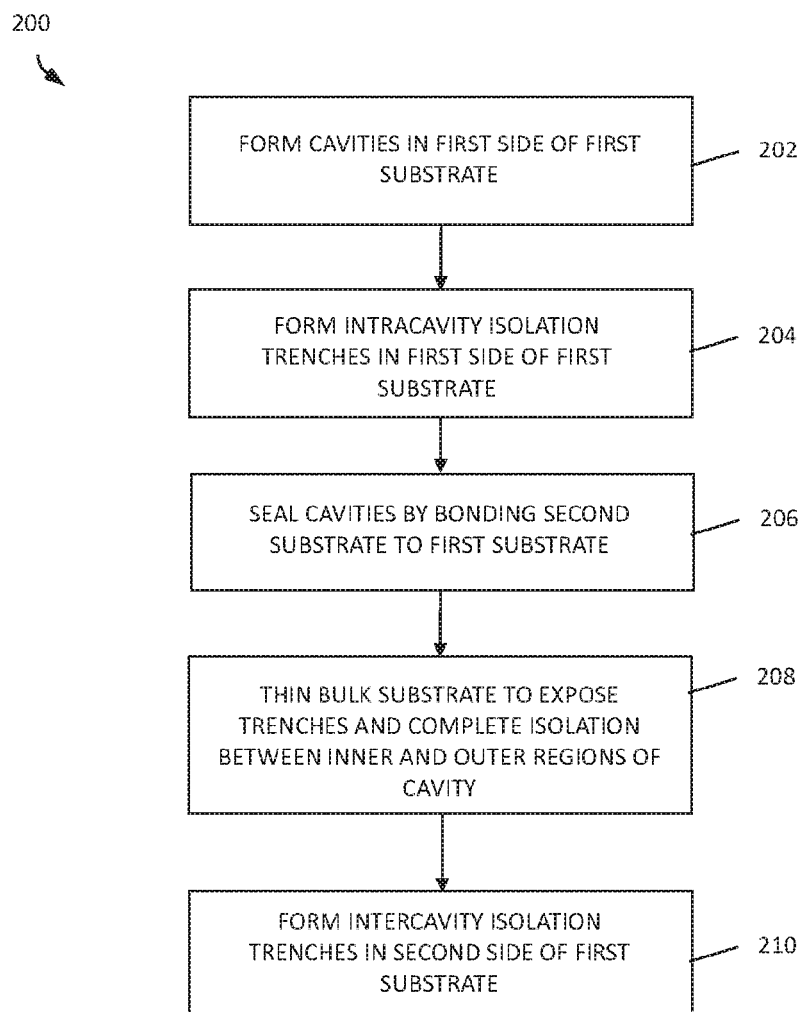 200
FORM CAVITIES IN FIRST SIDE OF FIRST
SUBSTRATE
202
FORM INTRACAVITY ISOLATION
TRENCHES IN FIRST SIDE OF FIRST
SUBSTRATE
204
SEAL CAVITIES BY BONDING SECOND
SUBSTRATE TO FIRST SUBSTRATE
206
THIN BULK SUBSTRATE TO EXPOSE
TRENCHES AND COMPLETE ISOLATION
BETWEEN INNER AND OUTER REGIONS OF
CAVITY
208
FORM INTERCAVITY ISOLATION
TRENCHES IN SECOND SIDE OF FIRST
SUBSTRATE
210